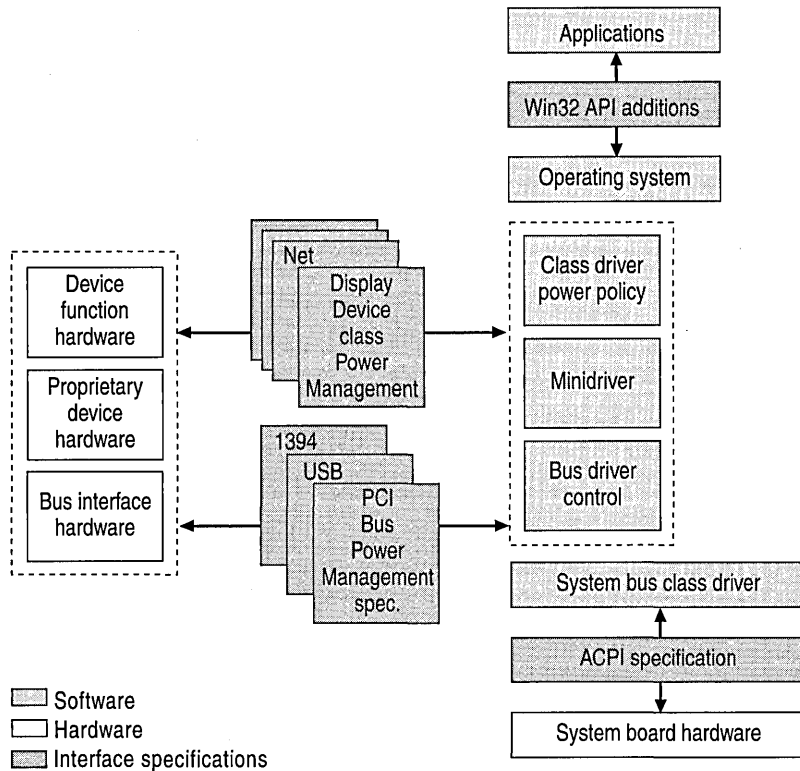 Applications
Win32 API additions
Operating system
Net
Display
Device
class
Power
Management
Device
function
hardware
Proprietary
device
hardware
Bus interface
hardware
Class driver
power policy
Minidriver
Bus driver
control
1394
USB
PCI
Bus
Power
Management
spec.
System bus class driver
ACPI specification
System board hardware
Software
Hardware
Interface specifications